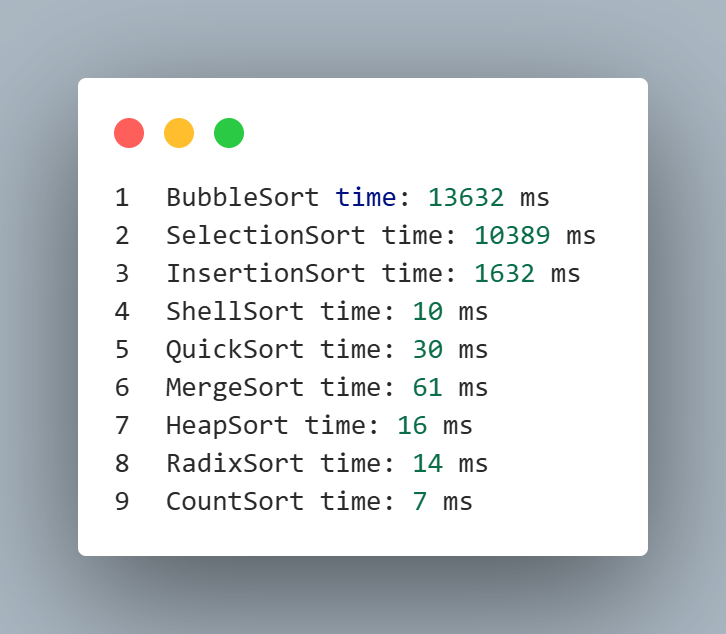 1 BubbleSort time: 13632 ms
2 SelectionSort time: 10389 ms
3 InsertionSort time: 1632 ms
4 ShellSort time: 10 ms
5 QuickSort time: 30 ms
6 MergeSort time: 61 ms
7 HeapSort time: 16 ms
8 RadixSort time: 14 ms
9 CountSort time: 7 ms